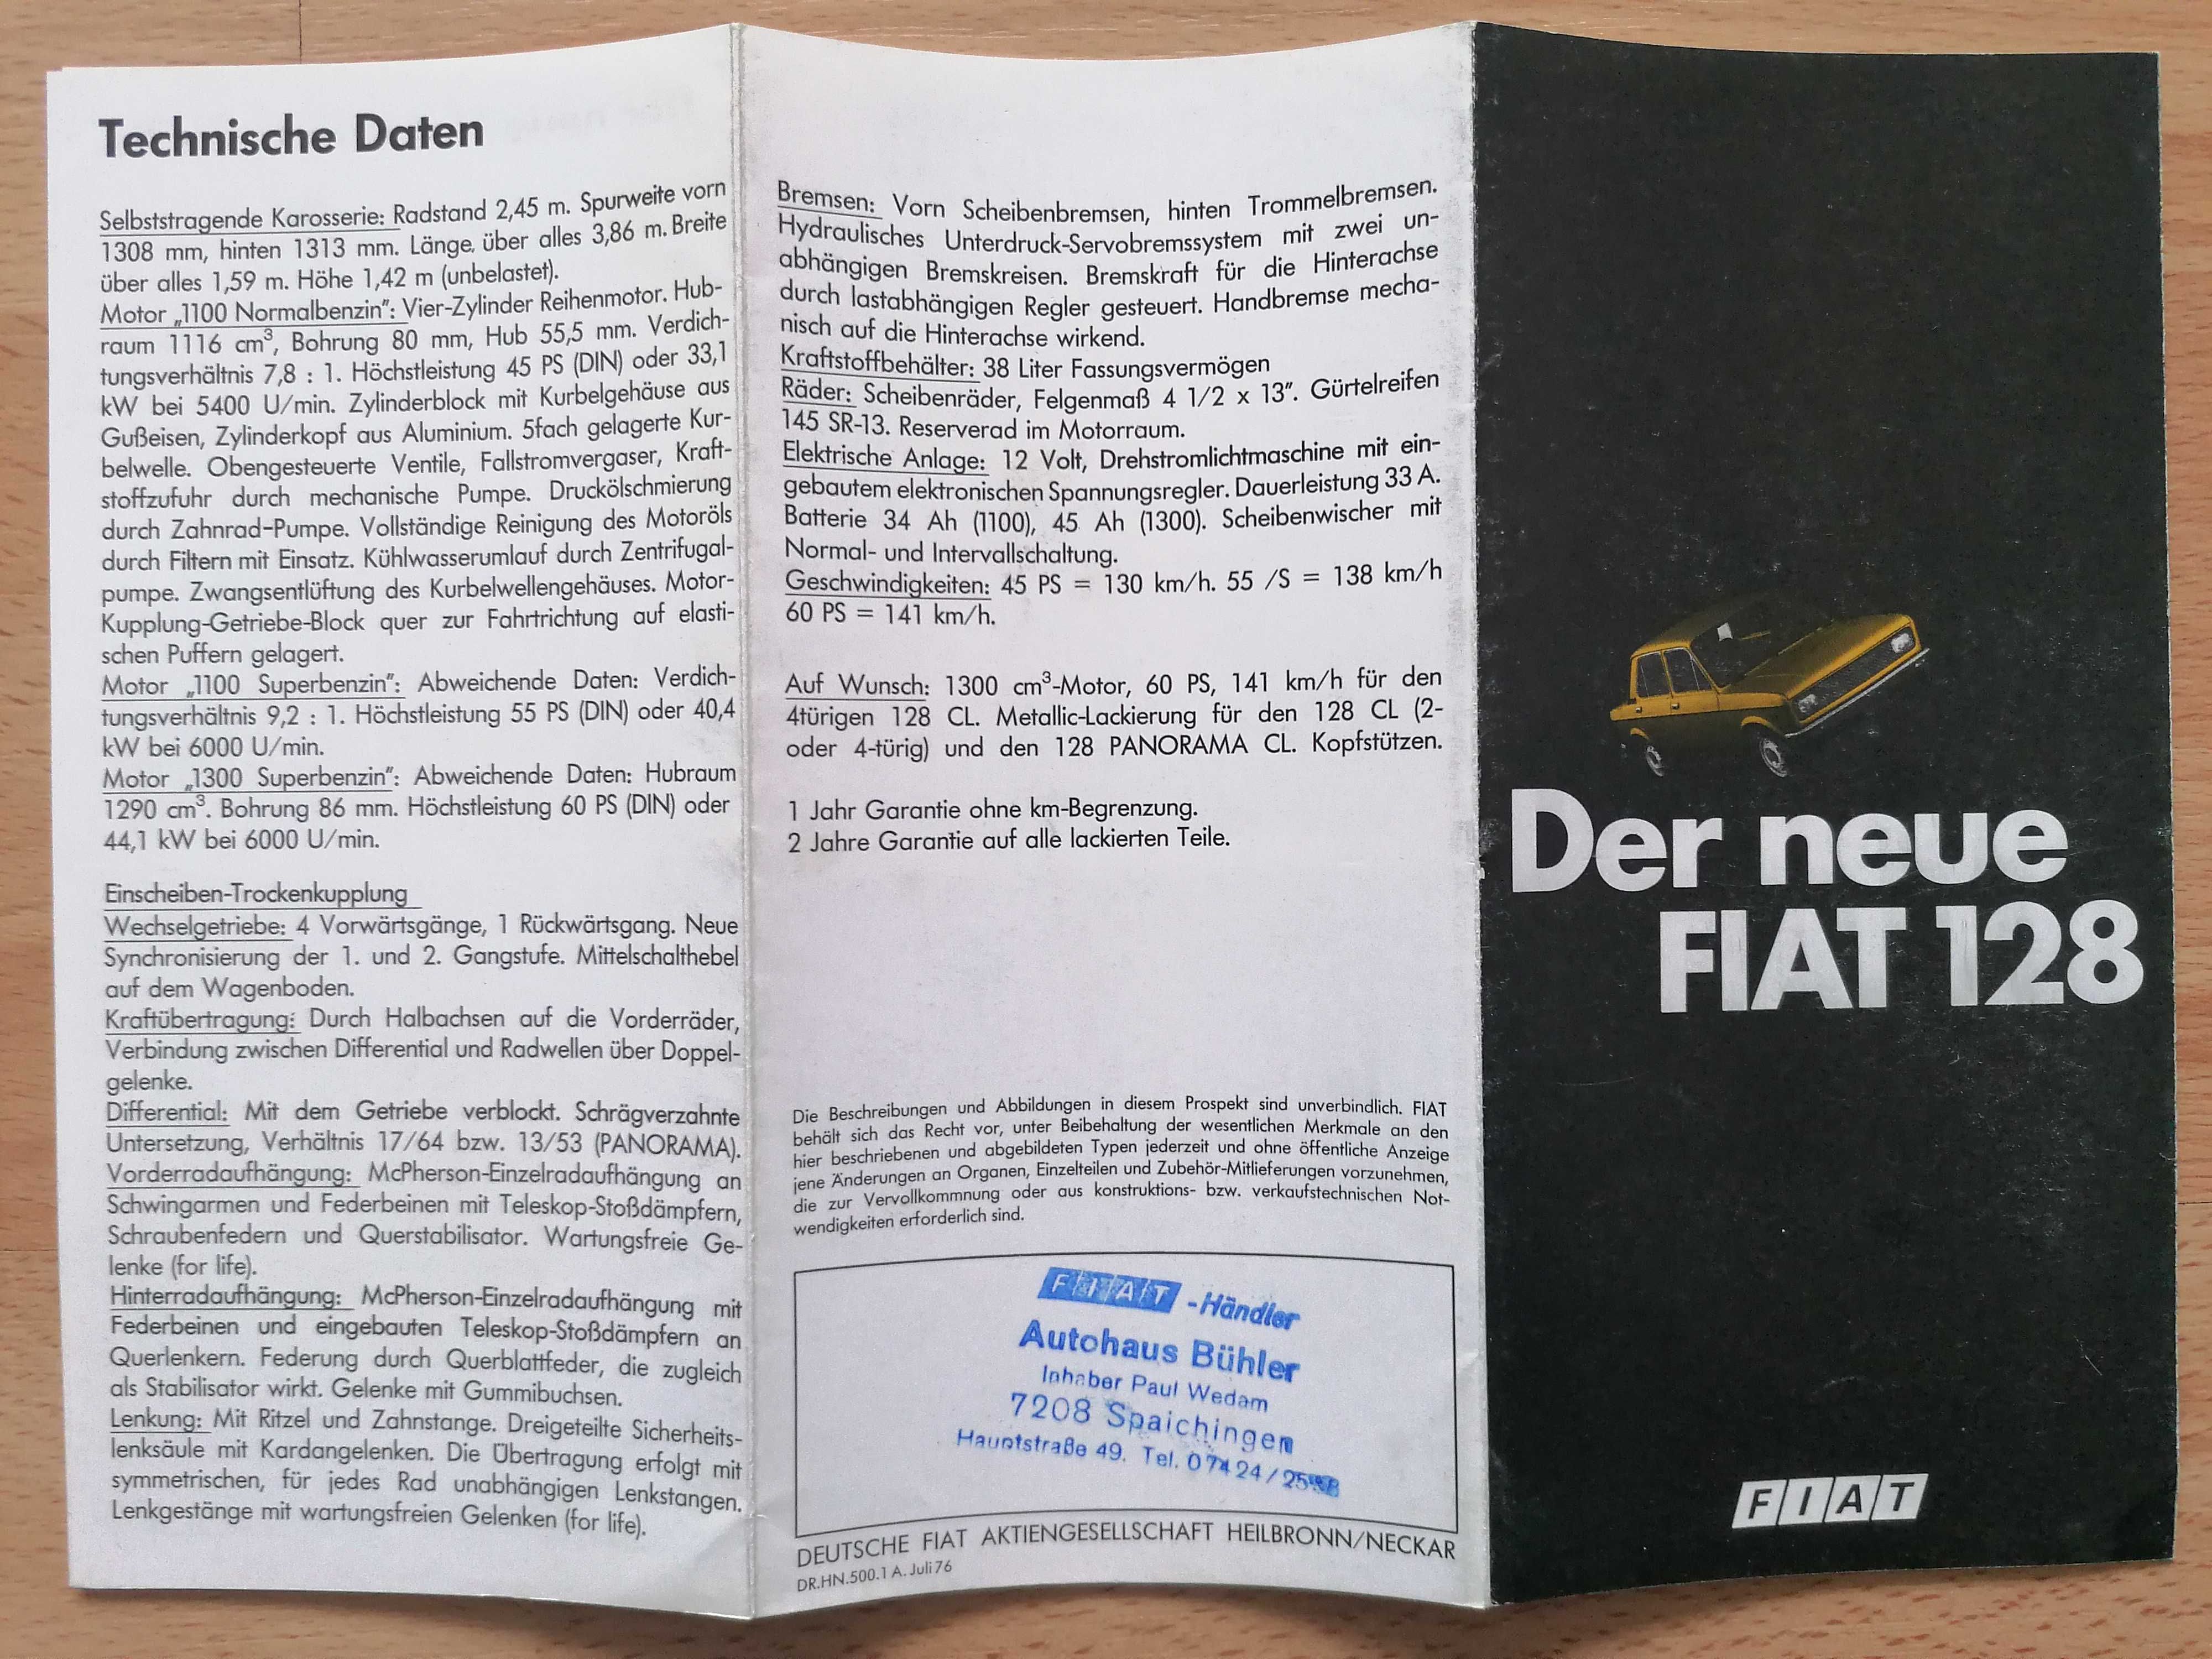 Technische Daten
Selbststragende Karosserie: Radstand 2,45 m. Spurweite vorn
1308 mm, hinten 1313 mm. Länge über alles 3,86 m. Breite
über alles 1,59 m. Höhe 1,42 m (unbelastet).
Motor „1100 Normalbenzin”: Vier-Zylinder Reihenmotor. Hub-
raum 1116 cm³, Bohrung 80 mm, Hub 55,5 mm. Verdich-
tungsverhältnis 7,8 : 1. Höchstleistung 45 PS (DIN) oder 33,1
kW bei 5400 U/min. Zylinderblock mit Kurbelgehäuse aus
Gußeisen, Zylinderkopf aus Aluminium. 5fach gelagerte Kur-
belwelle. Obengesteuerte Ventile, Fallstromvergaser, Kraft-
stoffzufuhr durch mechanische Pumpe. Druckölschmierung
durch Zahnrad-Pumpe. Vollständige Reinigung des Motoröls
durch Filtern mit Einsatz. Kühlwasserumlauf durch Zentrifugal-
pumpe. Zwangsentlüftung des Kurbelwellengehäuses. Motor-
Kupplung-Getriebe-Block quer zur Fahrtrichtung auf elasti-
schen Puffern gelagert.
Motor „1100 Superbenzin”: Abweichende Daten: Verdich-
tungsverhältnis 9,2 : 1. Höchstleistung 55 PS (DIN) oder 40,4
kW bei 6000 U/min.
Motor „1300 Superbenzin”: Abweichende Daten: Hubraum
1290 cm³. Bohrung 86 mm. Höchstleistung 60 PS (DIN) oder
44,1 kW bei 6000 U/min.
Einscheiben-Trockenkupplung
Wechselgetriebe: 4 Vorwärtsgänge, 1 Rückwärtsgang. Neue
Synchronisierung der 1. und 2. Gangstufe. Mittelschalthebel
auf dem Wagenboden.
Kraftübertragung: Durch Halbachsen auf die Vorderräder,
Verbindung zwischen Differential und Radwellen über Doppel-
gelenke.
Differential: Mit dem Getriebe verblockt. Schrägverzahnte
Untersetzung, Verhältnis 17/64 bzw. 13/53 (PANORAMA).
Vorderradaufhängung: McPherson-Einzelradaufhängung an
Schwingarmen und Federbeinen mit Teleskop-Stoßdämpfern,
Schraubenfedern und Querstabilisator. Wartungsfreie Ge-
lenke (for life).
Hinterradaufhängung: McPherson-Einzelradaufhängung mit
Federbeinen und eingebauten Teleskop-Stoßdämpfern an
Querlenkern. Federung durch Querblattfeder, die zugleich
als Stabilisator wirkt. Gelenke mit Gummibuchsen.
Lenkung: Mit Ritzel und Zahnstange. Dreigeteilte Sicherheits-
lenksäule mit Kardangelenken. Die Übertragung erfolgt mit
symmetrischen, für jedes Rad unabhängigen Lenkstangen.
Lenkgestänge mit wartungsfreien Gelenken (for life).
Bremsen: Vorn Scheibenbremsen, hinten Trommelbremsen.
Hydraulisches Unterdruck-Servobremssystem mit zwei un-
abhängigen Bremskreisen. Bremskraft für die Hinterachse
durch lastabhängigen Regler gesteuert. Handbremse mecha-
nisch auf die Hinterachse wirkend.
Kraftstoffbehälter: 38 Liter Fassungsvermögen
Räder: Scheibenräder, Felgenmaß 4 1/2 x 13”. Gürtelreifen
145 SR-13. Reserverad im Motorraum.
Elektrische Anlage: 12 Volt, Drehstromlichtmaschine mit ein-
gebautem elektronischen Spannungsregler. Dauerleistung 33 A.
Batterie 34 Ah (1100), 45 Ah (1300). Scheibenwischer mit
Normal- und Intervallschaltung.
Geschwindigkeiten: 45 PS = 130 km/h. 55 /S = 138 km/h
60 PS = 141 km/h.
Auf Wunsch: 1300 cm³-Motor, 60 PS, 141 km/h für den
4türigen 128 CL. Metallic-Lackierung für den 128 CL (2-
oder 4-türig) und den 128 PANORAMA CL. Kopfstützen.
1 Jahr Garantie ohne km-Begrenzung.
2 Jahre Garantie auf alle lackierten Teile.
Die Beschreibungen und Abbildungen in diesem Prospekt sind unverbindlich. FIAT
behält sich das Recht vor, unter Beibehaltung der wesentlichen Merkmale an den
hier beschriebenen und abgebildeten Typen jederzeit und ohne öffentliche Anzeige
jene Änderungen an Organen, Einzelteilen und Zubehör-Mitlieferungen vorzunehmen,
die zur Vervollkommnung oder aus konstruktions- bzw. verkaufstechnischen Not-
wendigkeiten erforderlich sind.
FIAT -Händler
Autohaus Bühler
Inhaber Paul Wedam
7208 Spaichingen
Hauptstraße 49. Tel. 07424/
DEUTSCHE FIAT AKTIENGESELLSCHAFT HEILBRONN/NECKAR
DR.HN.500.1 A. Juli 76
Der neue
FIAT 128
FIAT